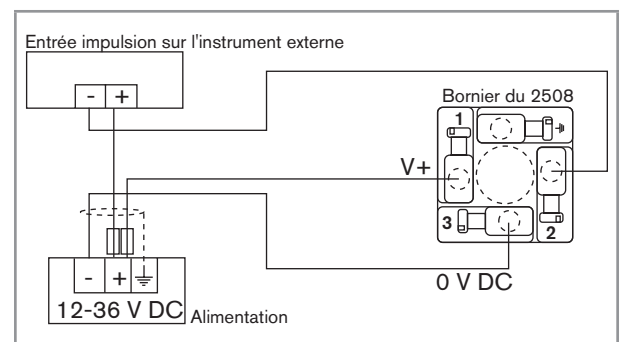 Entrée impulsion sur l'instrument externe
- +
Bornier du 2508
1
V+
3
2
0 V DC
- +
12-36 V DC
Alimentation